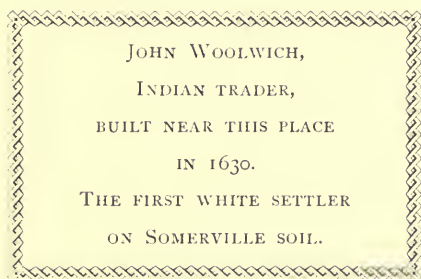 John Woolwich,
Indian trader,
built near this place
in 1630.
The first white settler
on Somerville soil.